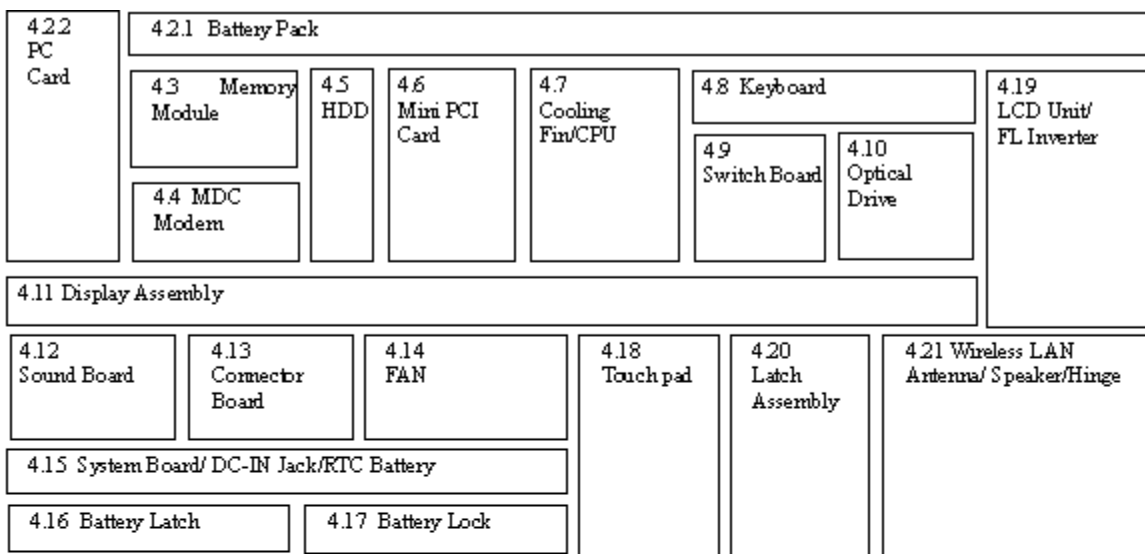 4.2.2
PC
Card
4.2.1 Battery Pack
4.3 Memory
Module
4.4 MDC
Modem
4.5
HDD
4.6
Mini PCI
Card
4.7
Cooling
Fin/CPU
4.8 Keyboard
4.9
Switch Board
4.10
Optical
Drive
4.19
LCD Unit/
FL Inverter
4.11 Display Assembly
4.12
Sound Board
4.13
Connector
Board
4.14
FAN
4.18
Touch pad
4.20
Latch
Assembly
4.21 Wireless LAN
Antenna/ Speaker/Hinge
4.15 System Board/ DC-IN Jack/RTC Battery
4.16 Battery Latch
4.17 Battery Lock